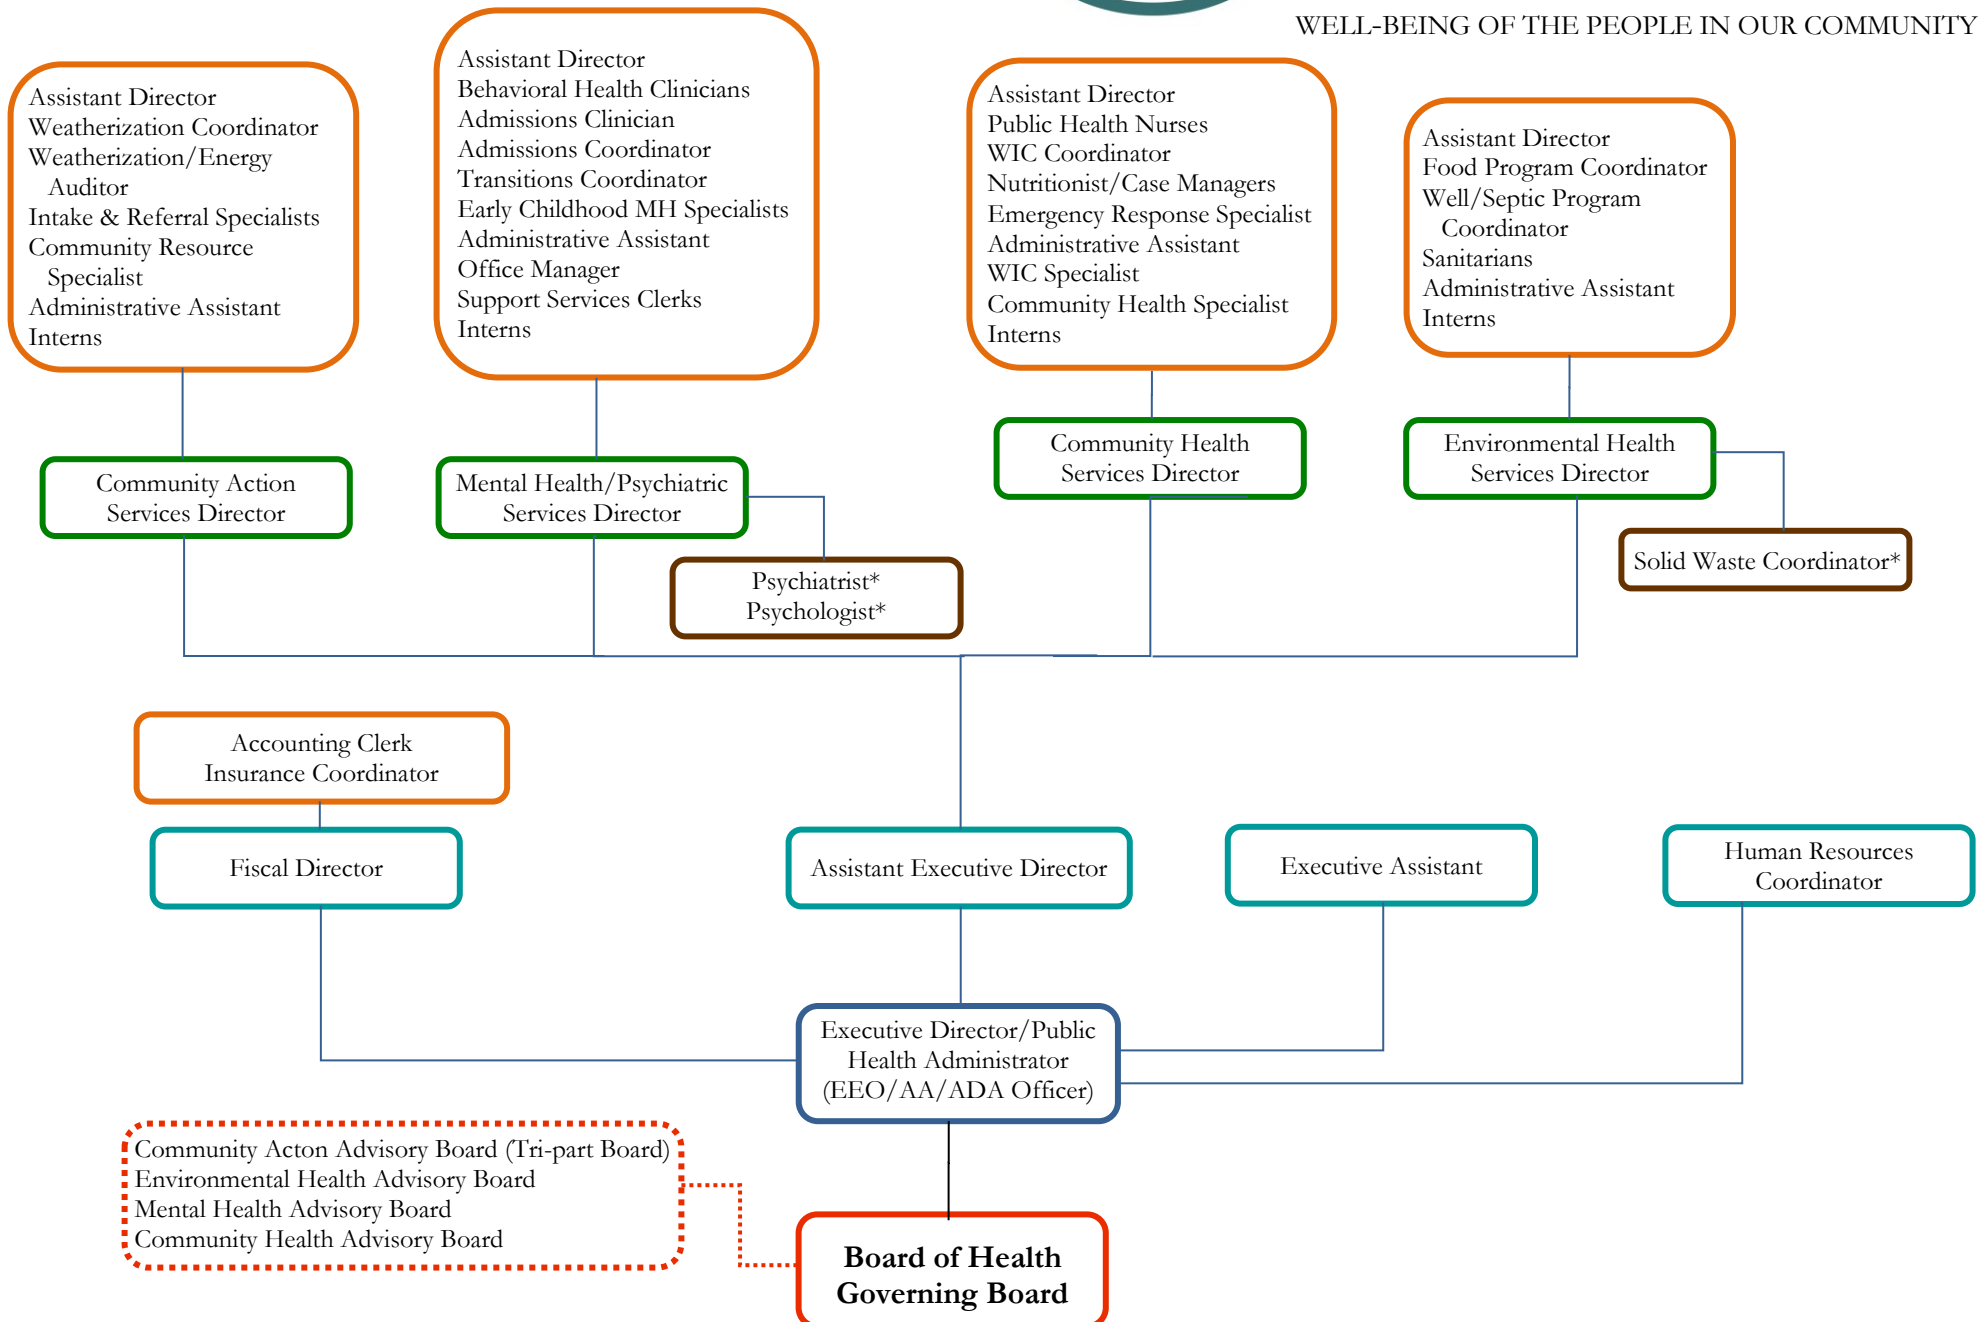 WELL-BEING OF THE PEOPLE IN OUR COMMUNITY
Assistant Director
Weatherization Coordinator
Weatherization/Energy
Auditor
Intake & Referral Specialists
Community Resource
Specialist
Administrative Assistant
Interns
Assistant Director
Behavioral Health Clinicians
Admissions Clinician
Admissions Coordinator
Transitions Coordinator
Early Childhood MH Specialists
Administrative Assistant
Office Manager
Support Services Clerks
Interns
Assistant Director
Public Health Nurses
WIC Coordinator
Nutritionist/Case Managers
Emergency Response Specialist
Administrative Assistant
WIC Specialist
Community Health Specialist
Interns
Assistant Director
Food Program Coordinator
Well/Septic Program
Coordinator
Sanitarians
Administrative Assistant
Interns
Community Action
Services Director
Mental Health/Psychiatric
Services Director
Community Health
Services Director
Environmental Health
Services Director
Psychiatrist*
Psychologist*
Solid Waste Coordinator*
Accounting Clerk
Insurance Coordinator
Fiscal Director
Assistant Executive Director
Executive Assistant
Human Resources
Coordinator
Executive Director/Public
Health Administrator
(EEO/AA/ADA Officer)
Community Acton Advisory Board (Tri-part Board)
Environmental Health Advisory Board
Mental Health Advisory Board
Community Health Advisory Board
Board of Health
Governing Board